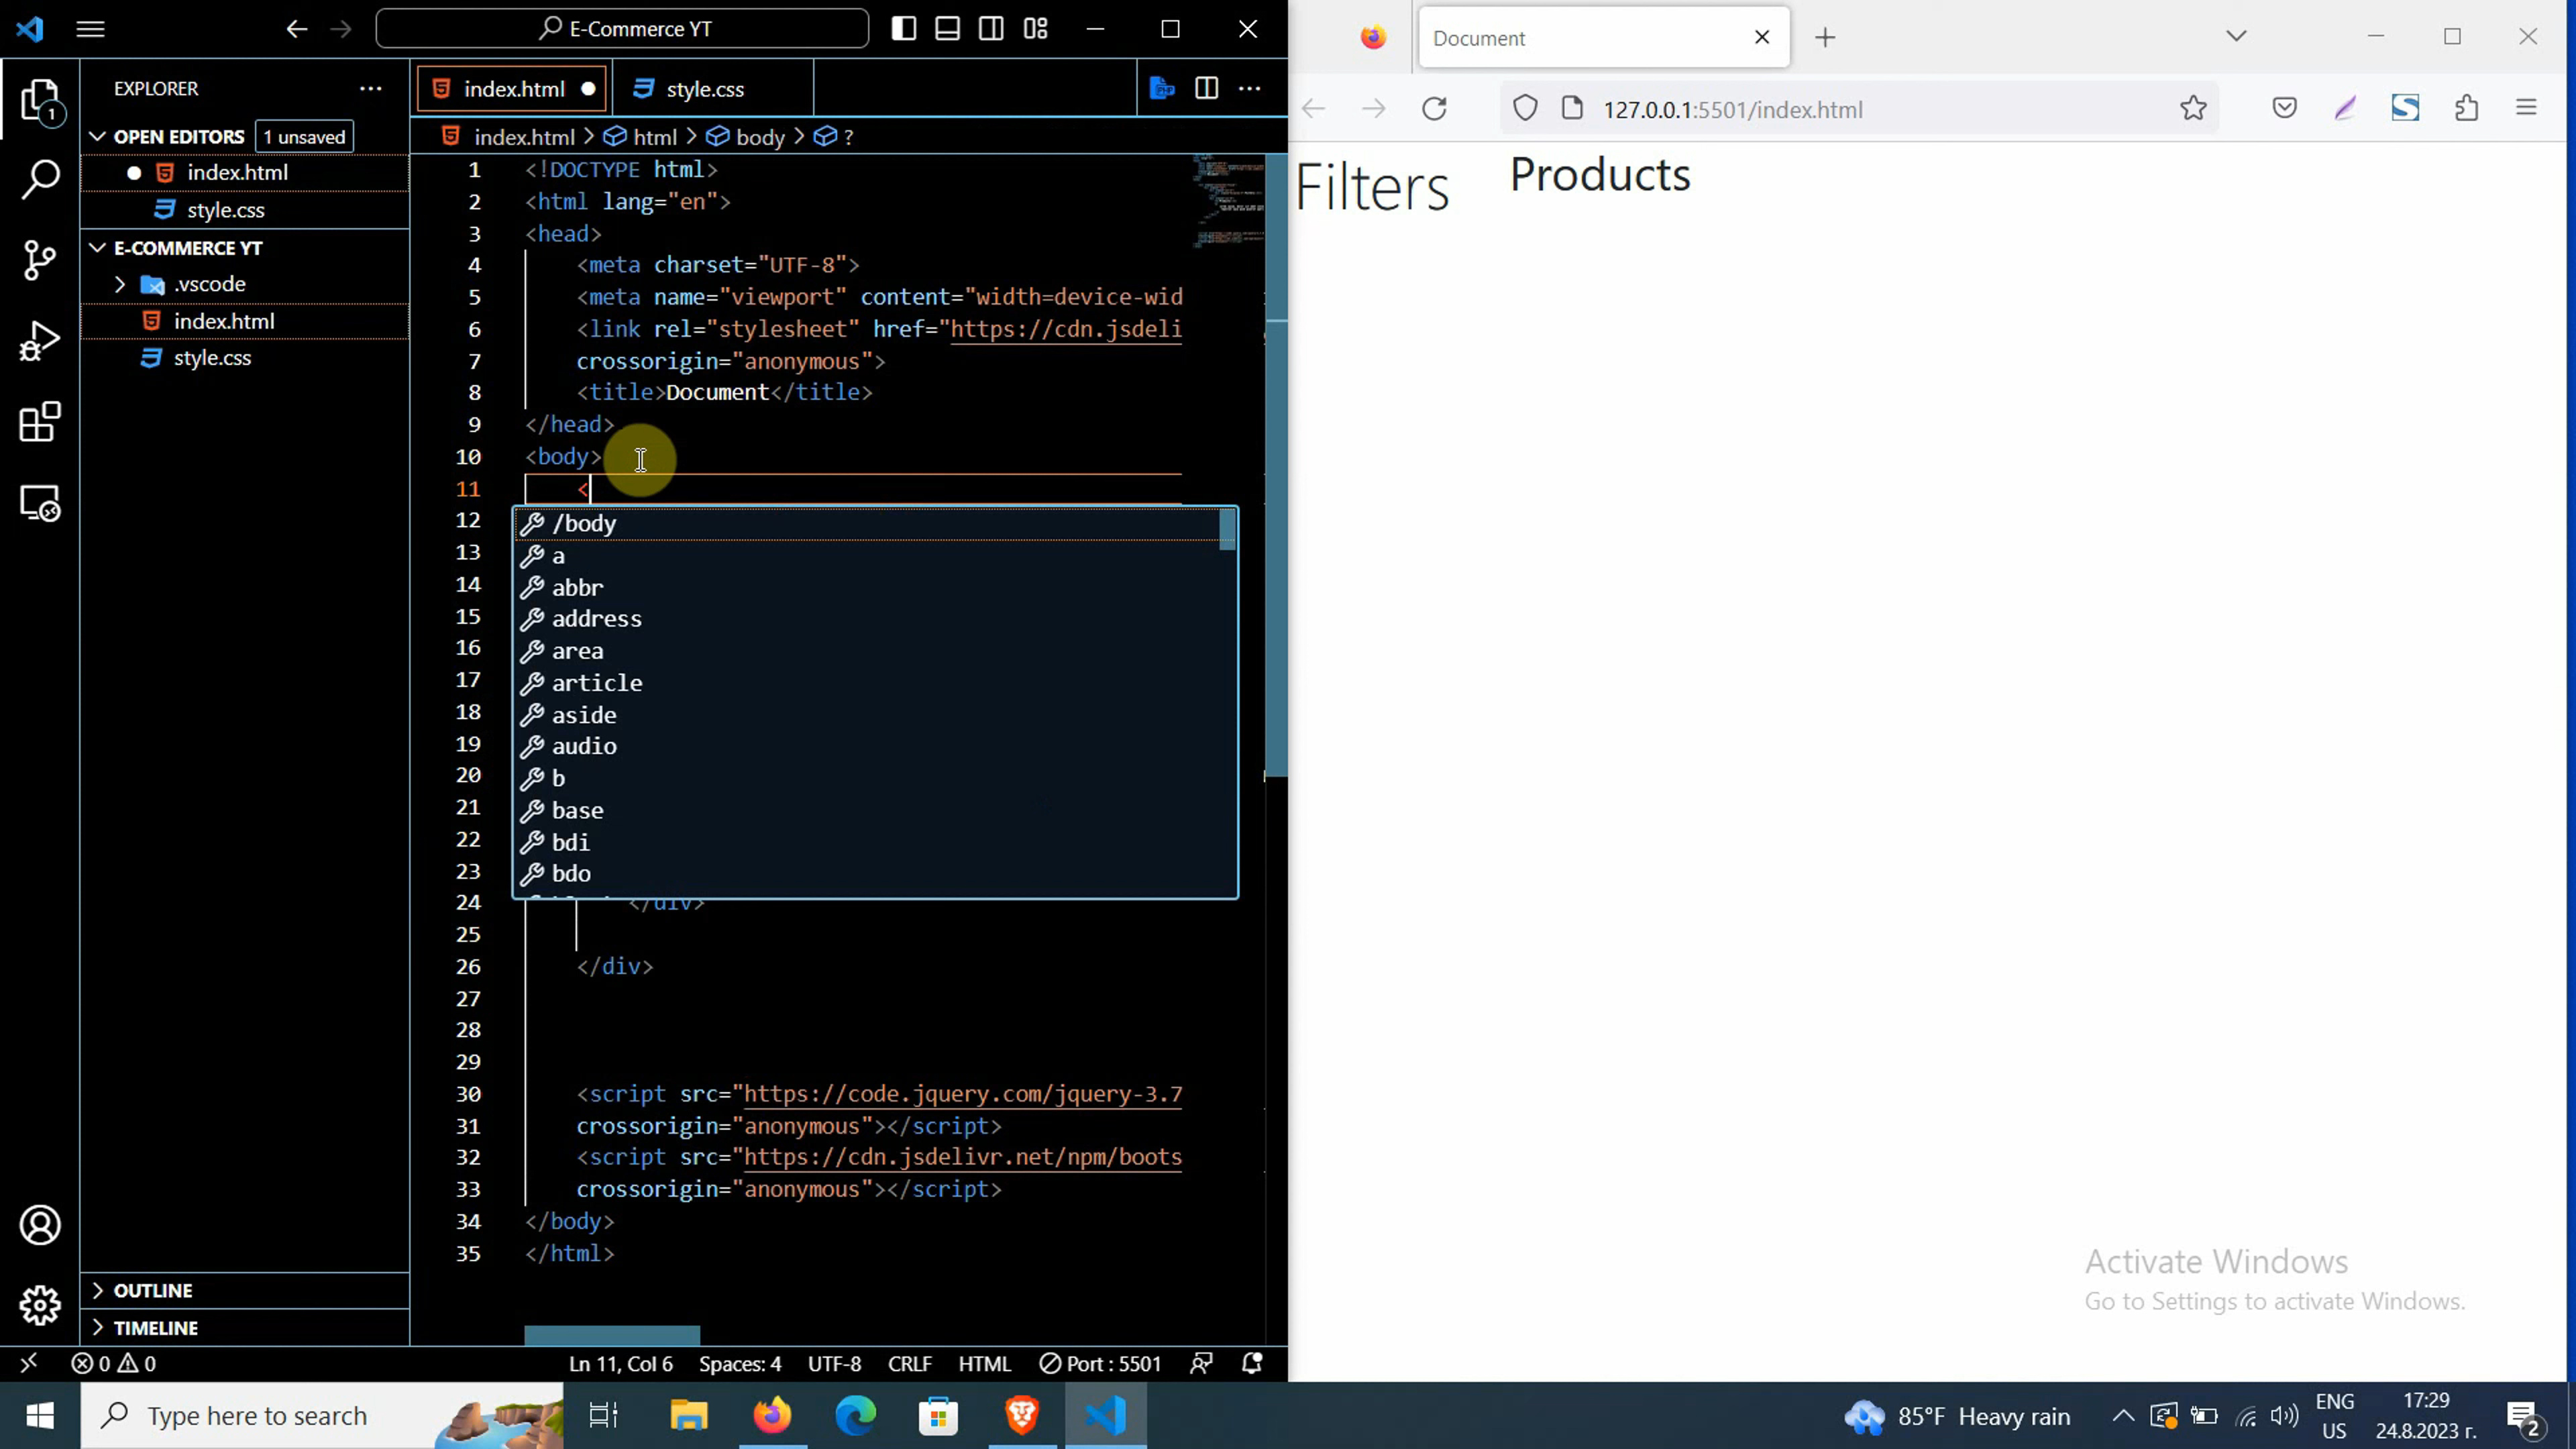 E-Commerce YT
EXPLORER
index.html
style.css
OPEN EDITORS
1 unsaved
index.html
style.css
E-COMMERCE YT
.vscode
index.html
style.css
OUTLINE
TIMELINE
index.html > html > body > ?
1 <!DOCTYPE html>
2 <html lang="en">
3 <head>
4 <meta charset="UTF-8">
5 <meta name="viewport" content="width=device-wid
6 <link rel="stylesheet" href="https://cdn.jsdeli
7 crossorigin="anonymous">
8 <title>Document</title>
9 </head>
10 <body>
11 <
12 /body
13 a
14 abbr
15 address
16 area
17 article
18 aside
19 audio
20 b
21 base
22 bdi
23 bdo
24 </div>
25
26 </div>
27
28
29
30 <script src="https://code.jquery.com/jquery-3.7
31 crossorigin="anonymous"></script>
32 <script src="https://cdn.jsdelivr.net/npm/boots
33 crossorigin="anonymous"></script>
34 </body>
35 </html>
0 0
Ln 11, Col 6
Spaces: 4
UTF-8
CRLF
HTML
Port : 5501
Document
127.0.0.1:5501/index.html
Filters
Products
Activate Windows
Go to Settings to activate Windows.
Type here to search
85°F Heavy rain
ENG
US
17:29
24.8.2023 г.
2
1